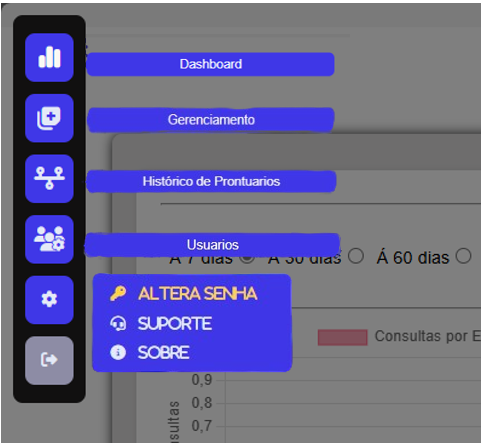 Dashboard
Gerenciamento
Histórico de Prontuarios
Usuarios
Á 7 dias Á 30 dias Á 60 dias
ALTERA SENHA
SUPORTE
SOBRE
Consultas por E
0,9
0,8
0,7
sultas